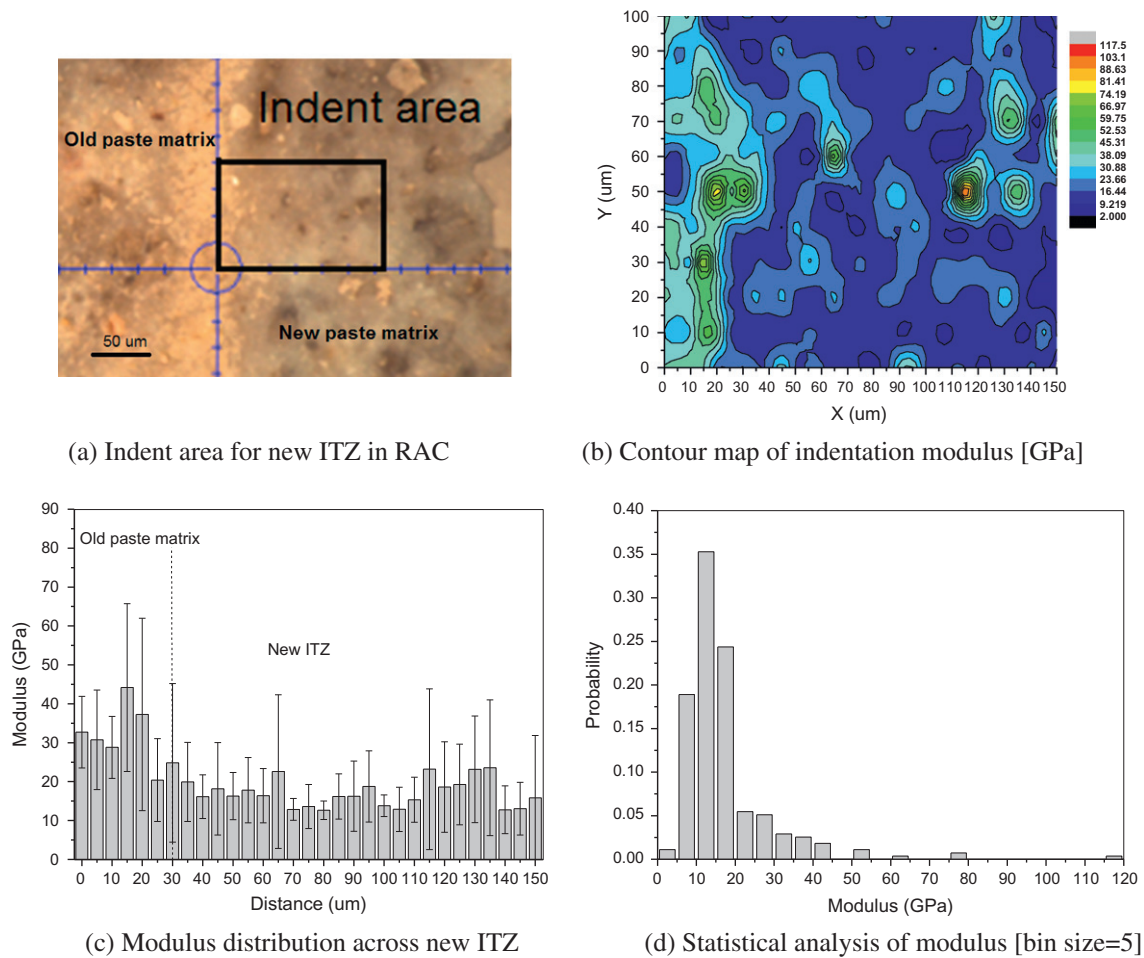 Indent area
Old paste matrix
New paste matrix
50 um
(a) Indent area for new ITZ in RAC
100
90
80
70
60
50
40
30
20
10
0
Y (um)
0 10 20 30 40 50 60 70 80 90 100 110 120 130 140 150
X (um)
117.5
103.1
88.63
81.41
74.19
66.97
59.75
52.53
45.31
38.09
30.88
23.66
16.44
9.219
2.000
(b) Contour map of indentation modulus [GPa]
90
80
70
60
50
40
30
20
10
0
Modulus (GPa)
Old paste matrix
New ITZ
0 10 20 30 40 50 60 70 80 90 100 110 120 130 140 150
Distance (um)
(c) Modulus distribution across new ITZ
0.40
0.35
0.30
0.25
0.20
0.15
0.10
0.05
0.00
Probability
0 10 20 30 40 50 60 70 80 90 100 110 120
Modulus (GPa)
(d) Statistical analysis of modulus [bin size=5]